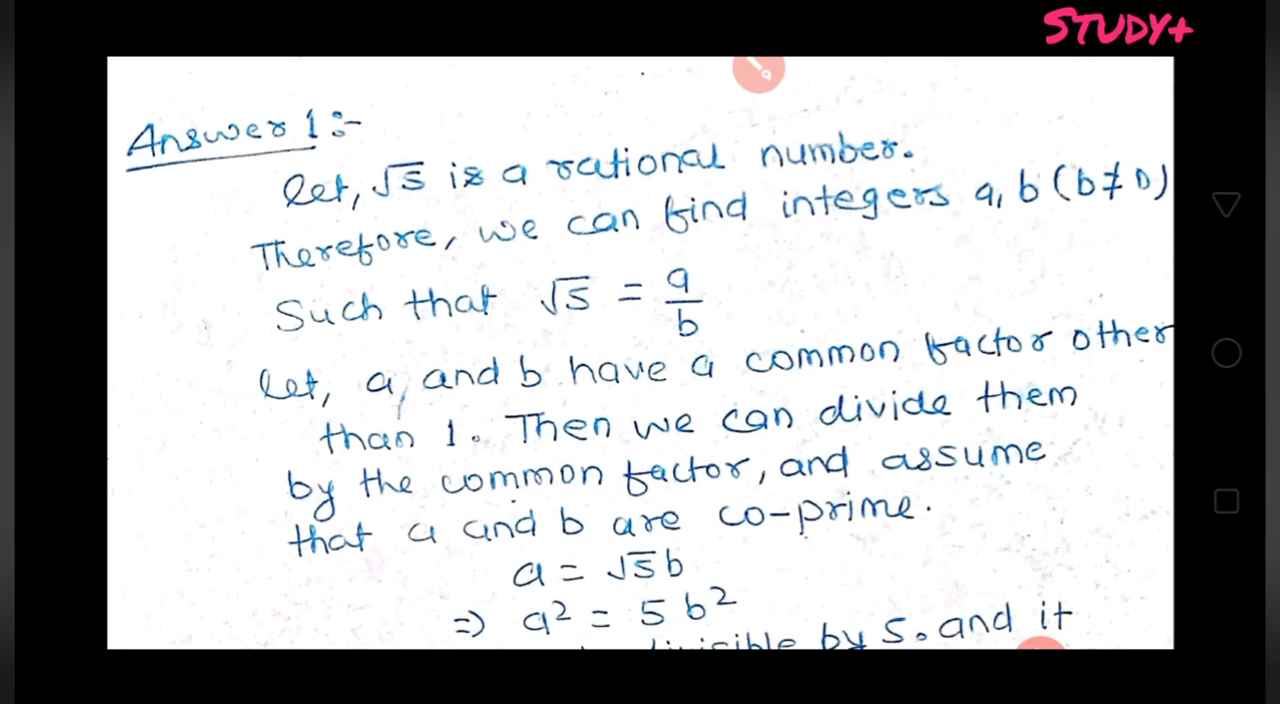 STUDY+
Answer 1:-
let, √5 is a rational number.
Therefore, we can find integers a, b (b≠0)
Such that √5 = a/b
let, a, and b have a common factor other
than 1. Then we can divide them
by the common factor, and assume
that a and b are co-prime.
a = √5b
=> a² = 5b²
divisible by 5. and it